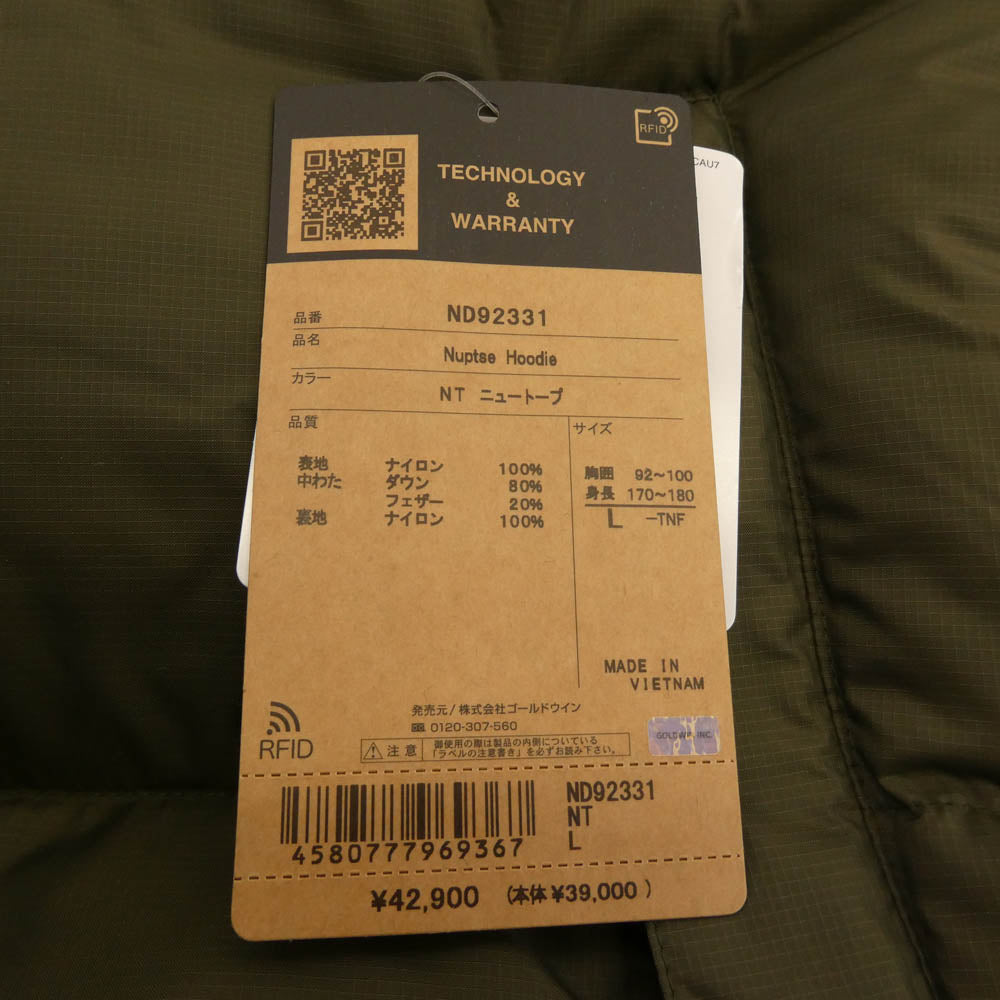 RFID
CAU7
TECHNOLOGY
&
WARRANTY
品番 ND92331
品名 Nuptse Hoodie
カラー NT ニュートープ
品質
表地 ナイロン 100%
中わた ダウン 80%
フェザー 20%
裏地 ナイロン 100%
サイズ
胸囲 92~100
身長 170~180
L -TNF
MADE IN
VIETNAM
発売元/株式会社ゴールドウイン
0120-307-560
RFID
注意 御使用の際は製品の内側についている
「ラベルの注意書き」を必ずお読み下さい。
GOLDWIN INC.
4580777969367
ND92331
NT
L
¥42,900 (本体 ¥39,000 )